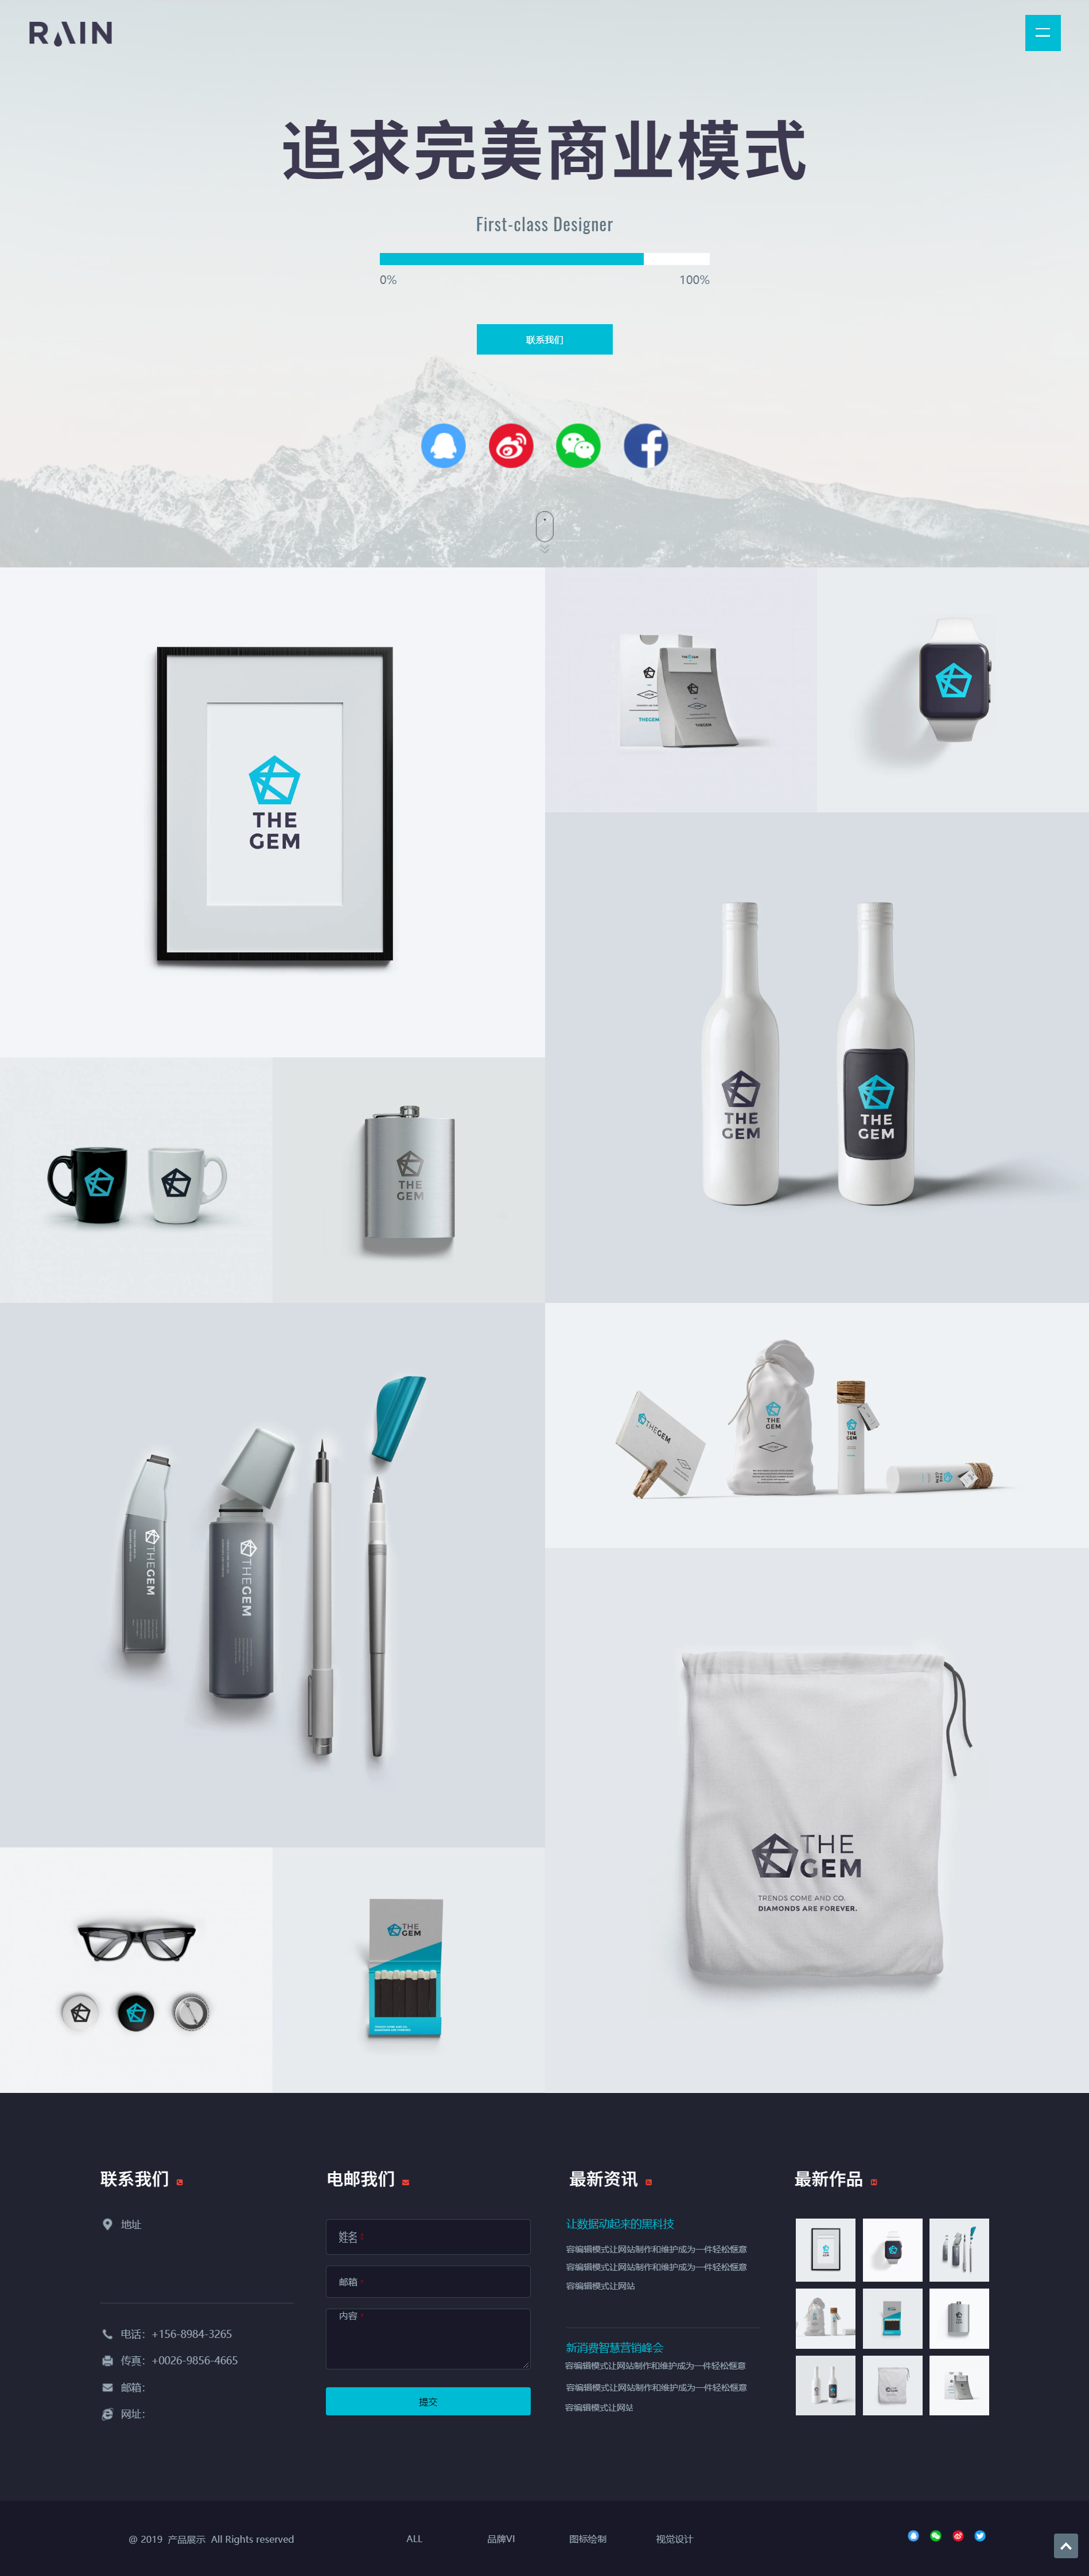 RAIN
追求完美商业模式
First-class Designer
0% 100%
联系我们
THE
GEM
THEGEM
THEGEM
THE
GEM
THE
GEM
THE
GEM
THEGEM
THE
GEM
THE
GEM
THEGEM
THEGEM
THE
GEM
TRENDS COME AND CO.
DIAMONDS ARE FOREVER.
THE
GEM
联系我们
地址
电话：+156-8984-3265
传真：+0026-9856-4665
邮箱：
网址：
电邮我们
姓名 *
邮箱 *
内容 *
提交
最新资讯
让数据动起来的黑科技
容编辑模式让网站制作和维护成为一件轻松惬意
容编辑模式让网站制作和维护成为一件轻松惬意
容编辑模式让网站
新消费智慧营销峰会
容编辑模式让网站制作和维护成为一件轻松惬意
容编辑模式让网站制作和维护成为一件轻松惬意
容编辑模式让网站
最新作品
@ 2019 产品展示 All Rights reserved
ALL 品牌VI 图标绘制 视觉设计